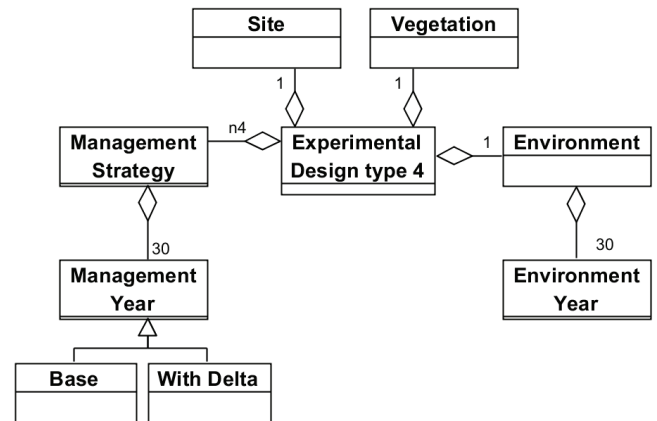 Site
Vegetation
1
1
n4
Management
Strategy
Experimental
Design type 4
1
Environment
30
30
Management
Year
Environment
Year
Base
With Delta